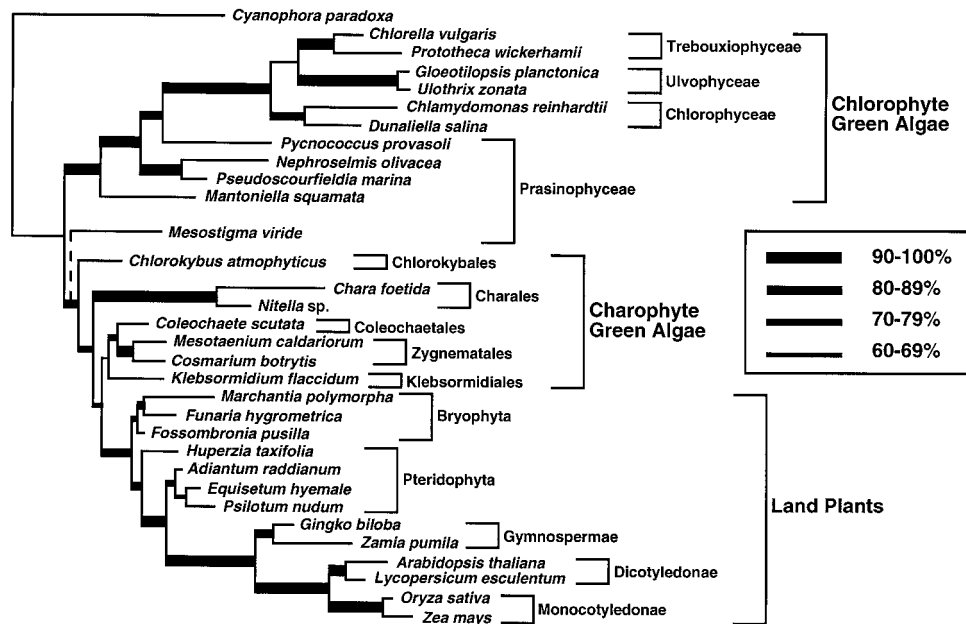 Cyanophora paradoxa
Chlorella vulgaris
Prototheca wickerhamii
Trebouxiophyceae
Gloeotilopsis planctonica
Ulothrix zonata
Ulvophyceae
Chlamydomonas reinhardtii
Dunaliella salina
Chlorophyceae
Chlorophyte
Green Algae
Pycnococcus provasoli
Nephroselmis olivacea
Pseudoscourfieldia marina
Mantoniella squamata
Prasinophyceae
Mesostigma viride
Chlorokybus atmophyticus
Chlorokybales
Chara foetida
Nitella sp.
Charales
Coleochaete scutata
Coleochaetales
Mesotaenium caldariorum
Cosmarium botrytis
Zygnematales
Klebsormidium flaccidum
Klebsormidiales
Charophyte
Green Algae
90-100%
80-89%
70-79%
60-69%
Marchantia polymorpha
Funaria hygrometrica
Fossombronia pusilla
Bryophyta
Huperzia taxifolia
Adiantum raddianum
Equisetum hyemale
Psilotum nudum
Pteridophyta
Land Plants
Gingko biloba
Zamia pumila
Gymnospermae
Arabidopsis thaliana
Lycopersicum esculentum
Dicotyledonae
Oryza sativa
Zea mays
Monocotyledonae